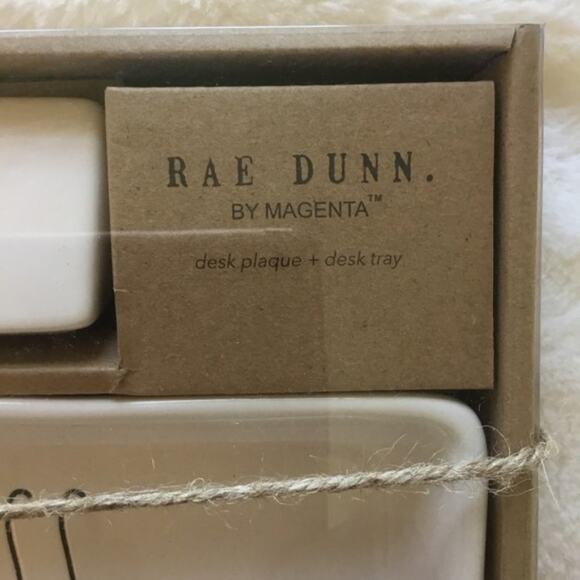 RAE DUNN.
BY MAGENTA™
desk plaque + desk tray